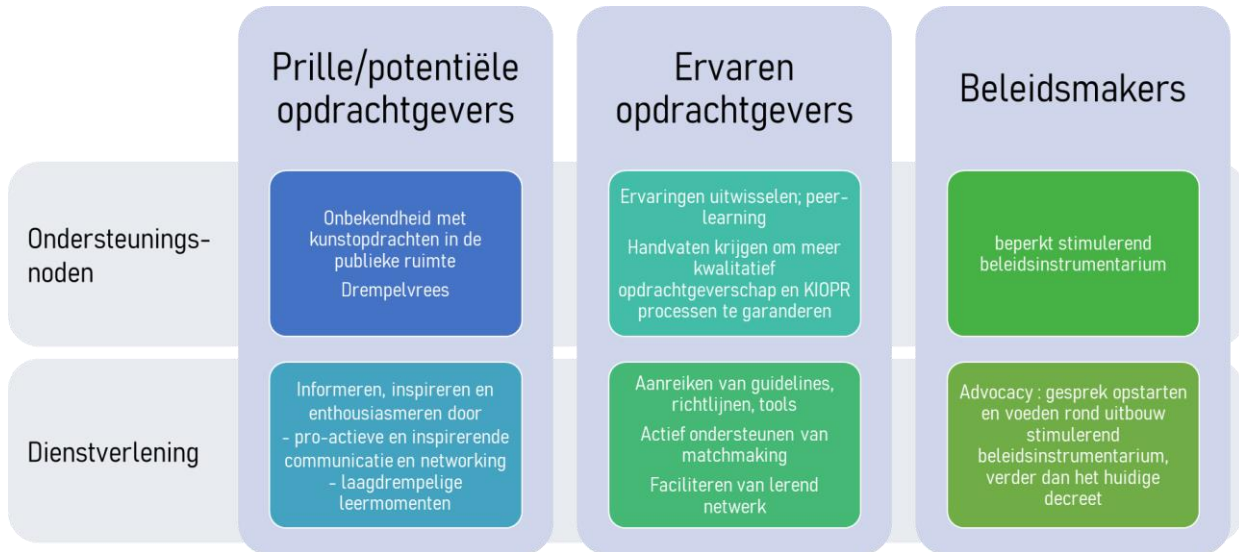 Prille/potentiële
opdrachtgevers
Ervaren
opdrachtgevers
Beleidsmakers
Ondersteunings-
noden
Onbekendheid met
kunstopdrachten in de
publieke ruimte
Drempelvrees
Ervaringen uitwisselen; peer-
learning
Handvaten krijgen om meer
kwalitatief
opdrachtgeverschap en KIOPR
processen te garanderen
beperkt stimulerend
beleidsinstrumentarium
Dienstverlening
Informeren, inspireren en
enthousiasmeren door
- pro-actieve en inspirerende
communicatie en networking
- laagdrempelige
leermomenten
Aanreiken van guidelines,
richtlijnen, tools
Actief ondersteunen van
matchmaking
Faciliteren van lerend
netwerk
Advocacy : gesprek opstarten
en voeden rond uitbouw
stimulerend
beleidsinstrumentarium,
verder dan het huidige
decreet